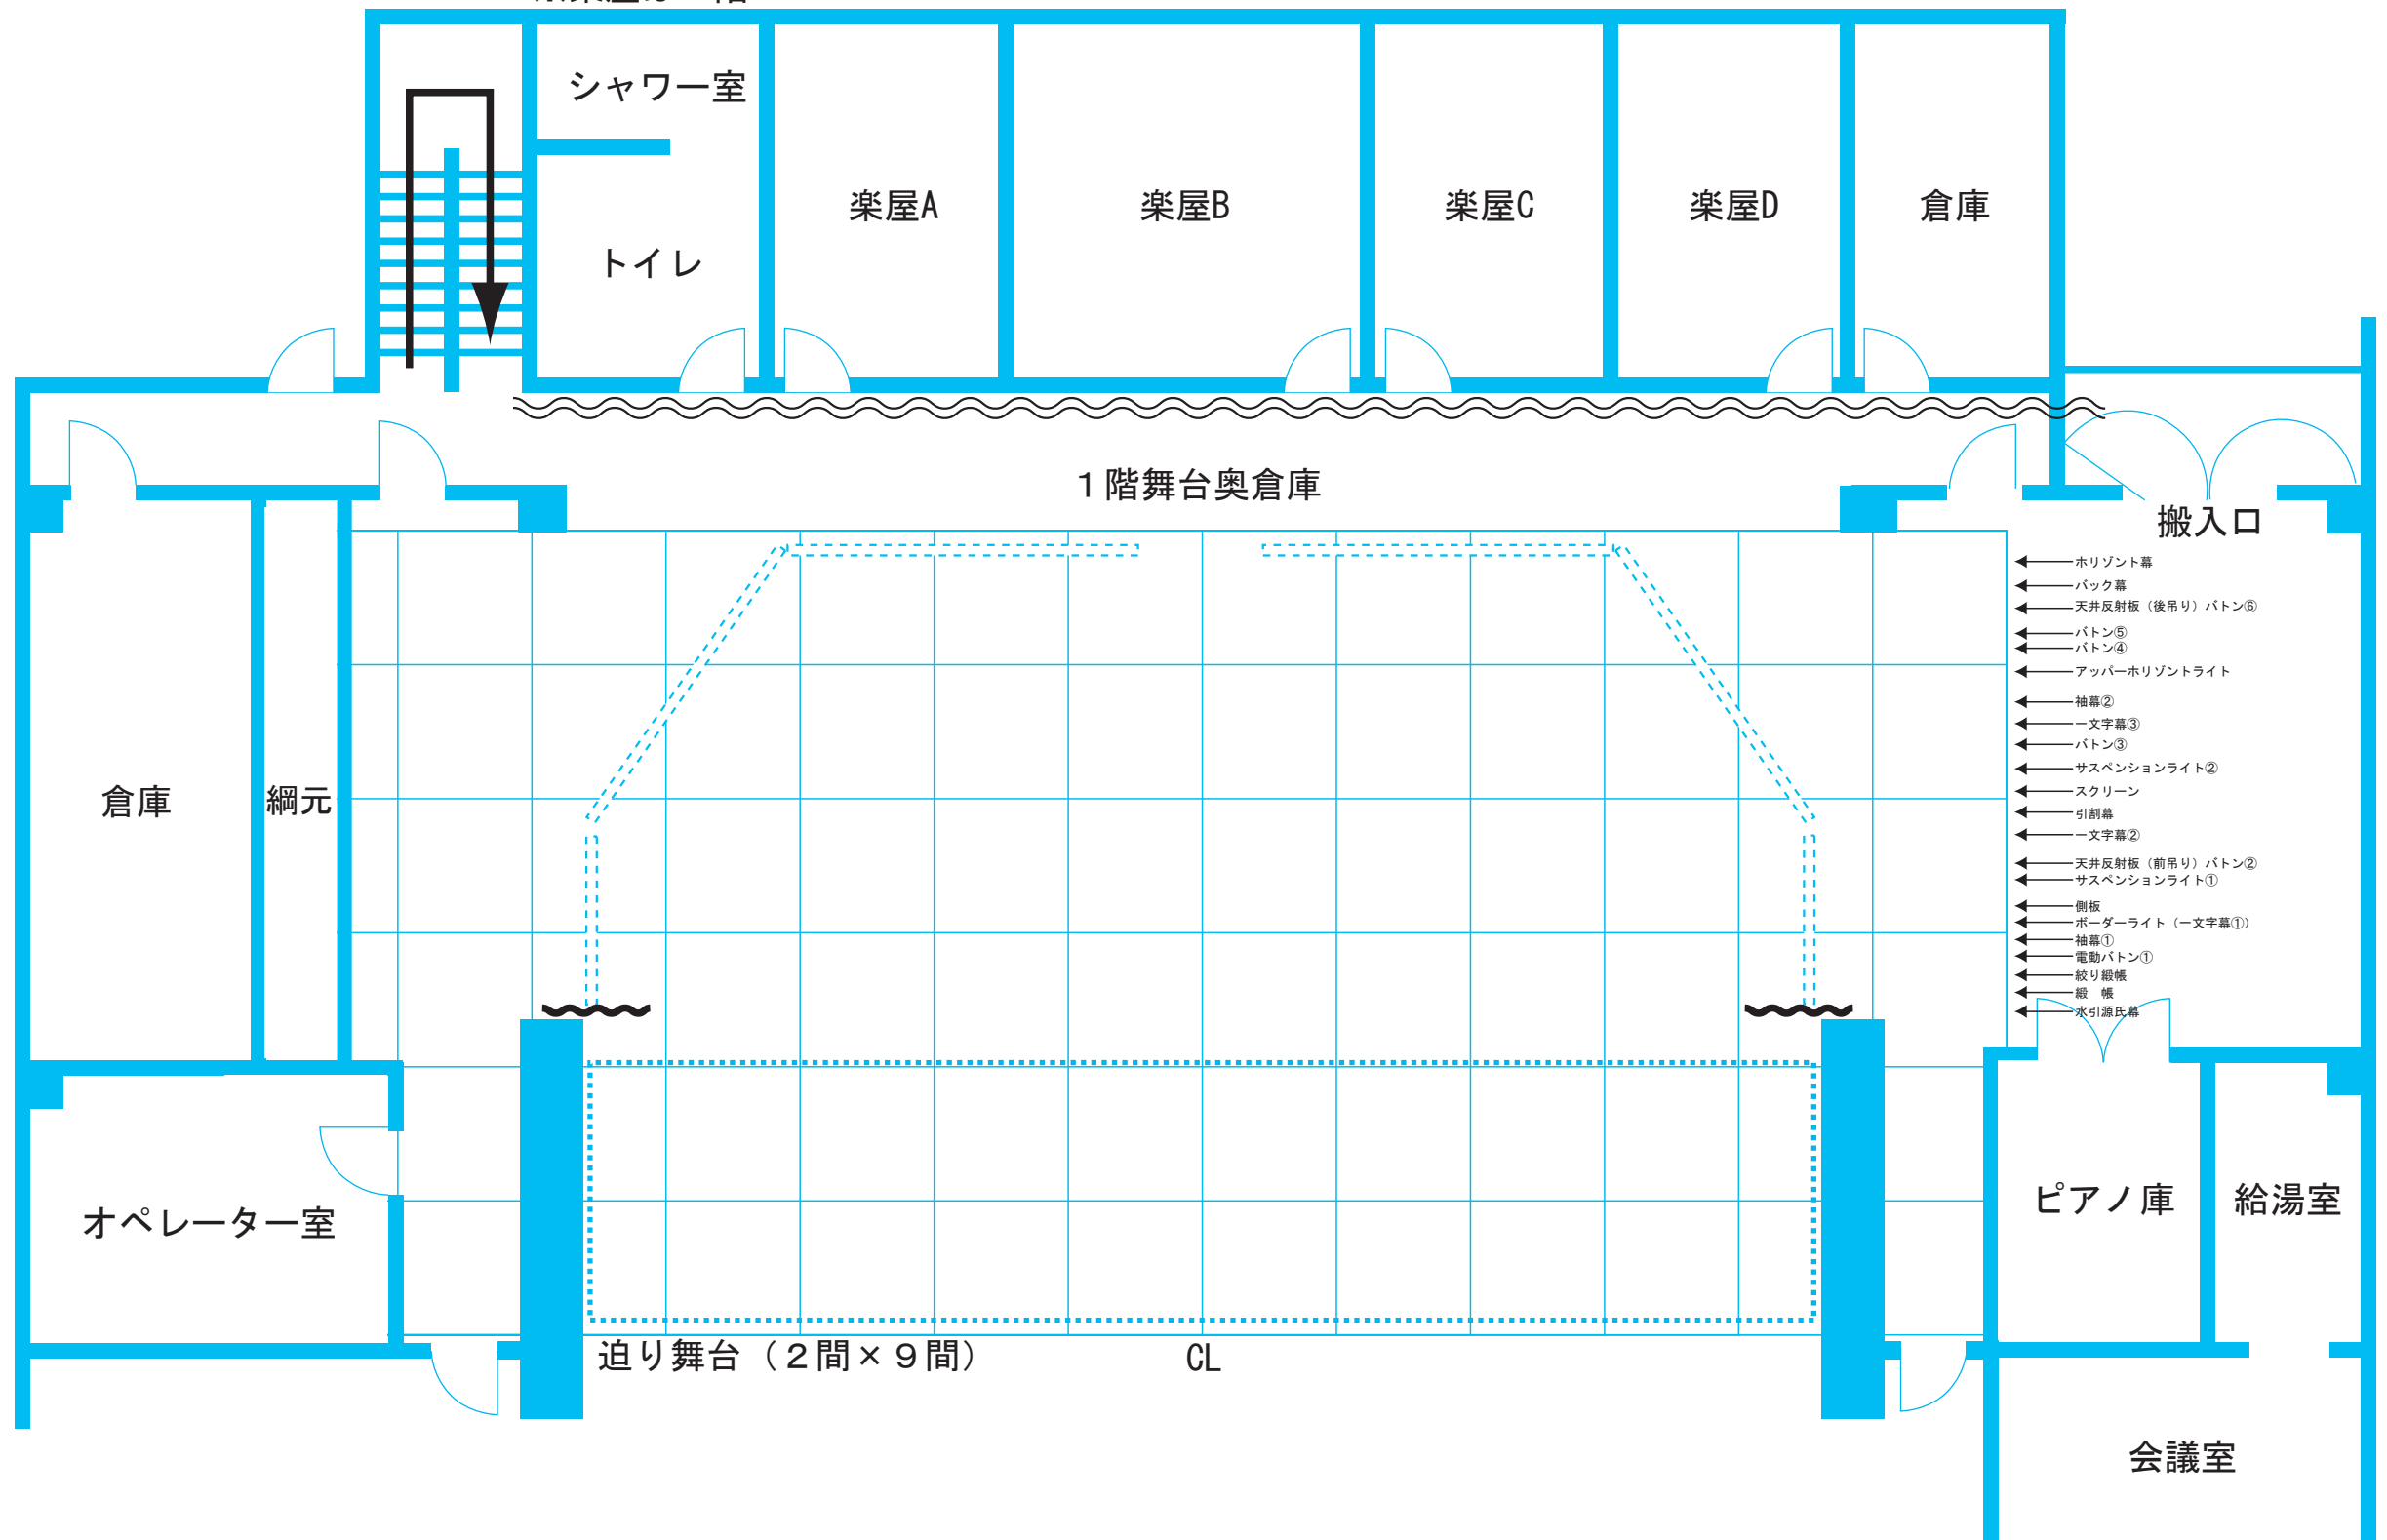 シャワー室
トイレ
楽屋A
楽屋B
楽屋C
楽屋D
倉庫
1階舞台奥倉庫
搬入口
ホリゾント幕
バック幕
天井反射板（後吊り）バトン⑥
バトン⑤
バトン④
アッパーホリゾントライト
袖幕②
一文字幕③
バトン③
サスペンションライト②
スクリーン
引割幕
一文字幕②
天井反射板（前吊り）バトン②
サスペンションライト①
側板
ボーダーライト（一文字幕①）
袖幕①
電動バトン①
絞り緞帳
緞　帳
水引源氏幕
倉庫
綱元
オペレーター室
ピアノ庫
給湯室
迫り舞台（２間×９間）
CL
会議室